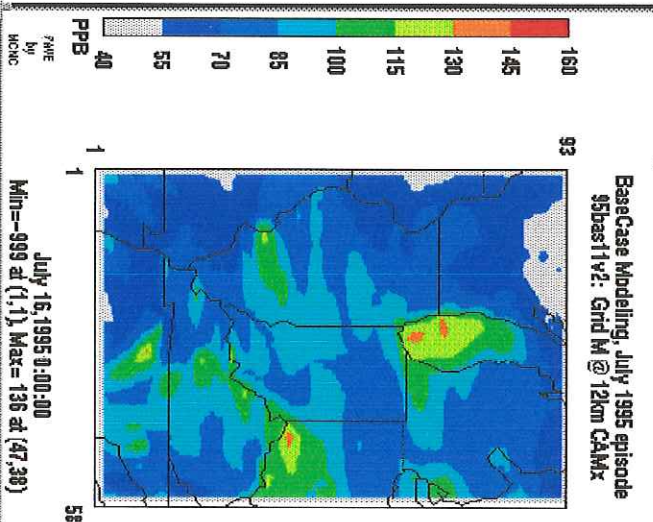 BaseCase Modeling, July 1995 episode
95bas11v2: Grid M @ 12km CAMx
160
145
130
115
100
85
70
55
40
PPB
93
1
1
58
PAVE
by
MCNC
July 16,1995 0:00:00
Min=-999 at (1,1), Max= 136 at (47,38)